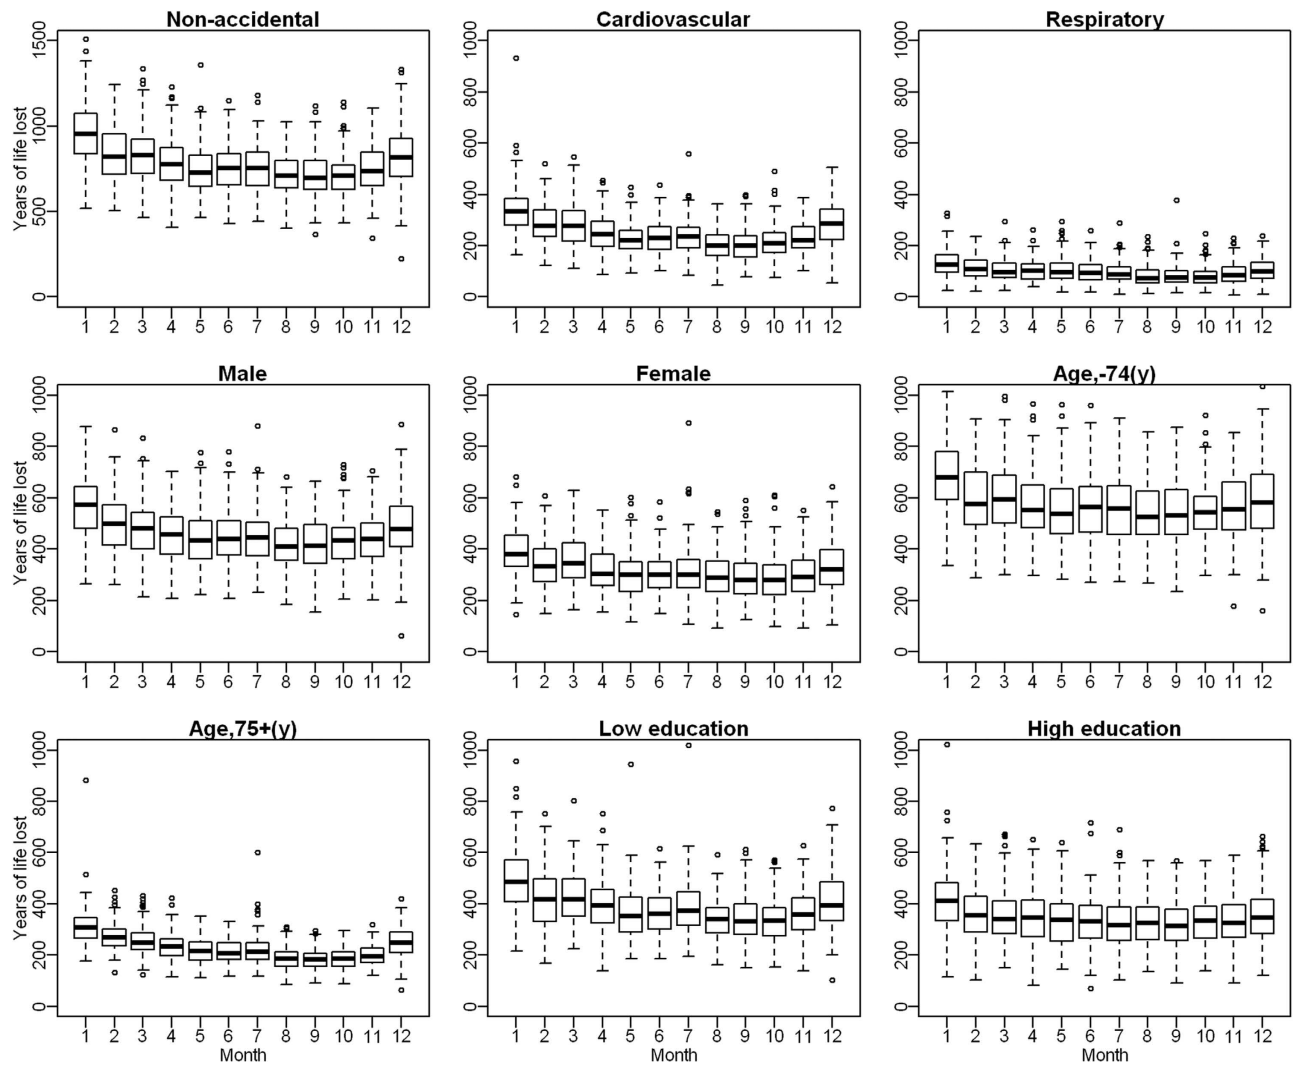 Non-accidental
Cardiovascular
Respiratory
Years of life lost
0 500 1000 1500
0 200 400 600 800 1000
0 200 400 600 800 1000
1 2 3 4 5 6 7 8 9 10 11 12
1 2 3 4 5 6 7 8 9 10 11 12
1 2 3 4 5 6 7 8 9 10 11 12
Male
Female
Age,-74(y)
Years of life lost
0 200 400 600 800 1000
0 200 400 600 800 1000
0 200 400 600 800 1000
1 2 3 4 5 6 7 8 9 10 11 12
1 2 3 4 5 6 7 8 9 10 11 12
1 2 3 4 5 6 7 8 9 10 11 12
Age,75+(y)
Low education
High education
Years of life lost
0 200 400 600 800 1000
0 200 400 600 800 1000
0 200 400 600 800 1000
1 2 3 4 5 6 7 8 9 10 11 12
1 2 3 4 5 6 7 8 9 10 11 12
1 2 3 4 5 6 7 8 9 10 11 12
Month
Month
Month